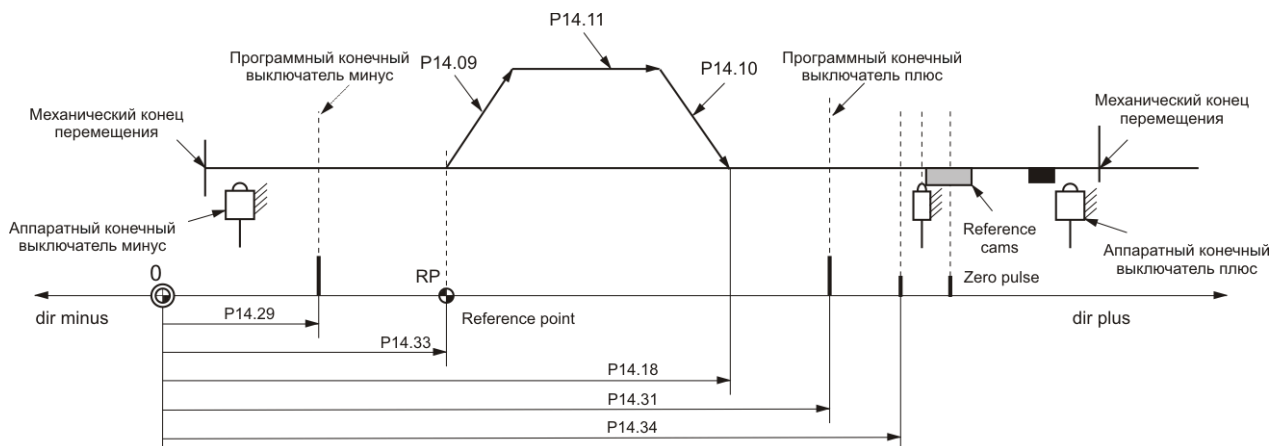 P14.11
Программный конечный
выключатель минус
P14.09
P14.10
Программный конечный
выключатель плюс
Механический конец
перемещения
Механический конец
перемещения
Аппаратный конечный
выключатель минус
Reference
cams
Аппаратный конечный
выключатель плюс
0
RP
Zero pulse
dir minus
Reference point
dir plus
P14.29
P14.33
P14.18
P14.31
P14.34